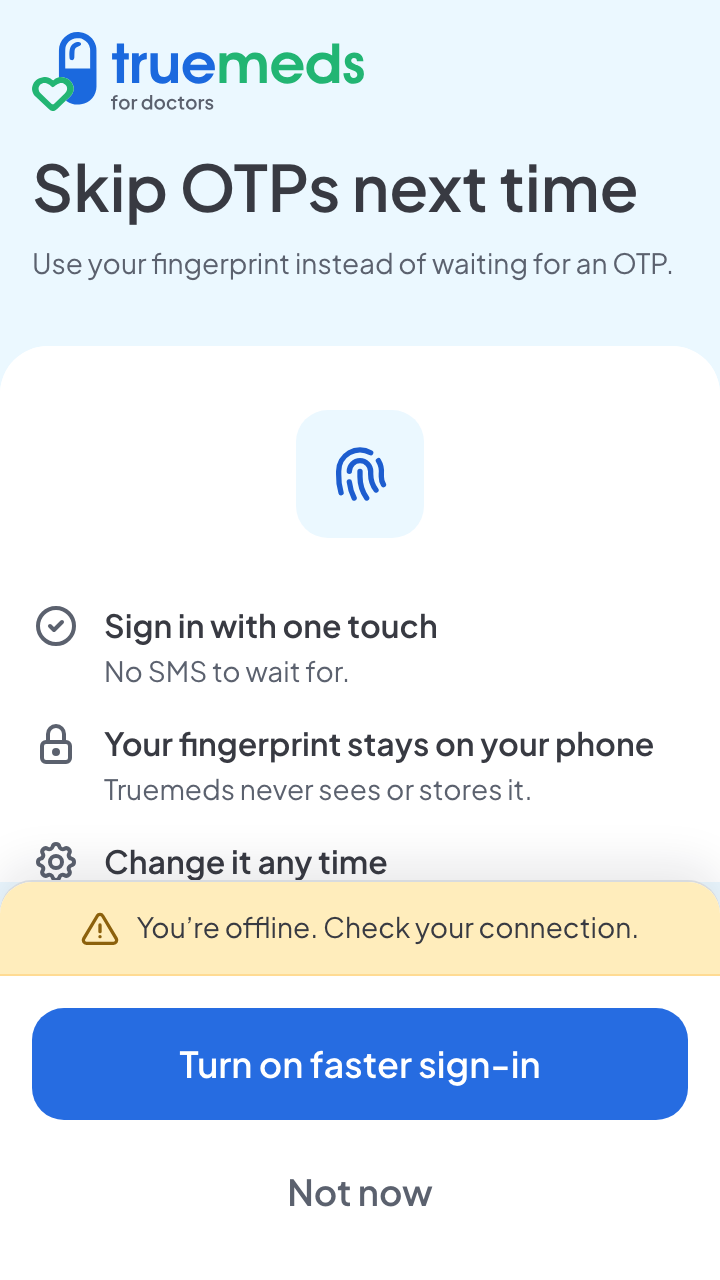 truemeds
for doctors
Skip OTPs next time
Use your fingerprint instead of waiting for an OTP.
Sign in with one touch
No SMS to wait for.
Your fingerprint stays on your phone
Truemeds never sees or stores it.
Change it any time
You’re offline. Check your connection.
Turn on faster sign-in
Not now